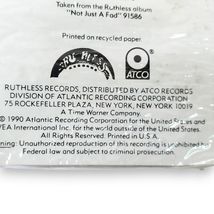 Taken from the Ruthless album
"Not Just A Fad" 91586
Printed on recycled paper.
ATCO
RUTHLESS RECORDS, DISTRIBUTED BY ATCO RECORDS
DIVISION OF ATLANTIC RECORDING CORPORATION
75 ROCKEFELLER PLAZA, NEW YORK, NEW YORK 10019
A Time Warner Company.
© 1990 Atlantic Recording Corporation for the United States and
EA International Inc. for the world outside of the United States.
All Rights Reserved. Printed in U.S.A.
ning: Unauthorized reproduction of this recording is prohibited by
Federal law and subject to criminal prosecution.